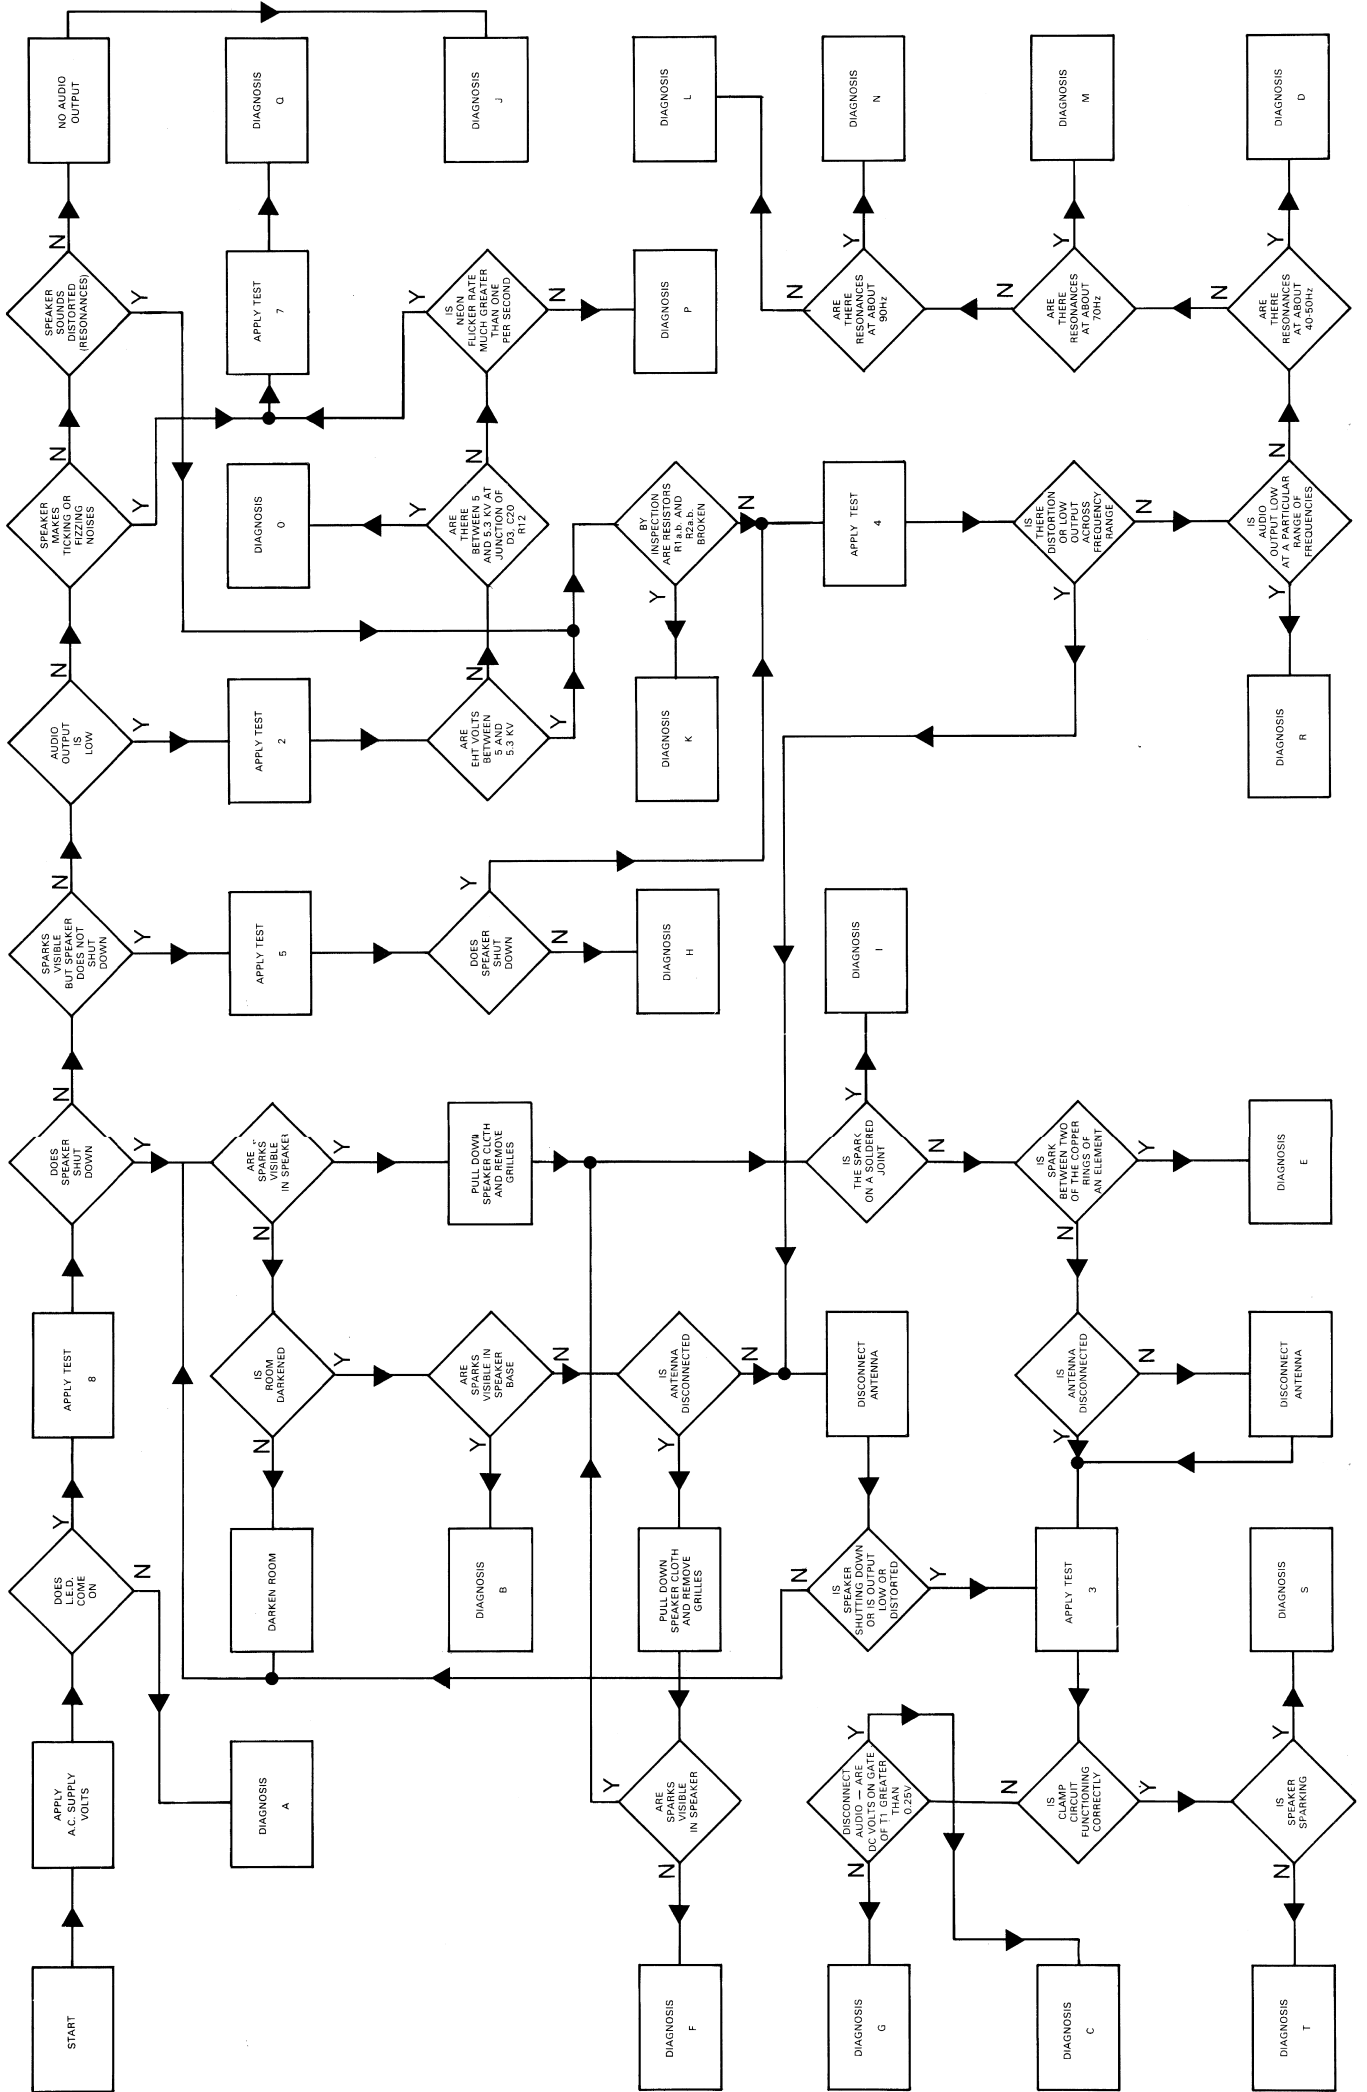 START
APPLY
A.C. SUPPLY
VOLTS
DOES
L.E.D.
COME
ON
Y
N
APPLY TEST
8
DOES
SPEAKER
SHUT
DOWN
N
Y
SPARKS
VISIBLE
BUT SPEAKER
DOES NOT
SHUT
DOWN
N
Y
AUDIO
OUTPUT
IS
LOW
N
Y
SPEAKER
MAKES
TICKING OR
FIZZING
NOISES
N
Y
SPEAKER
SOUNDS
DISTORTED
(RESONANCES)
N
Y
NO AUDIO
OUTPUT
DIAGNOSIS
A
DARKEN ROOM
IS
ROOM
DARKENED
N
Y
ARE
SPARKS
VISIBLE
IN SPEAKER
N
Y
APPLY TEST
5
APPLY TEST
2
DIAGNOSIS
O
APPLY TEST
7
DIAGNOSIS
Q
DIAGNOSIS
B
ARE
SPARKS
VISIBLE IN
SPEAKER
BASE
Y
N
PULL DOWN
SPEAKER CLOTH
AND REMOVE
GRILLES
DOES
SPEAKER
SHUT
DOWN
Y
N
ARE
EHT VOLTS
BETWEEN
5 AND
5.3 KV
N
Y
ARE
THERE
BETWEEN 5
AND 5.3 KV AT
JUNCTION OF
D3, C20
R12
Y
N
IS
NEON
FLICKER RATE
MUCH GREATER
THAN ONE
PER SECOND
Y
N
DIAGNOSIS
J
DIAGNOSIS
F
ARE
SPARKS
VISIBLE
IN SPEAKER
Y
N
PULL DOWN
SPEAKER CLOTH
AND REMOVE
GRILLES
IS
ANTENNA
DISCONNECTED
Y
N
DIAGNOSIS
H
DIAGNOSIS
K
BY
INSPECTION
ARE RESISTORS
R1a.b. AND
R2a.b.
BROKEN
Y
N
DIAGNOSIS
P
DIAGNOSIS
L
DIAGNOSIS
G
DISCONNECT
AUDIO — ARE
DC VOLTS ON GATE
OF T1 GREATER
THAN
0.25V
N
Y
IS
SPEAKER
SHUTTING DOWN
OR IS OUTPUT
LOW OR
DISTORTED
N
Y
DISCONNECT
ANTENNA
IS
THE SPARK
ON A SOLDERED
JOINT
Y
N
DIAGNOSIS
I
APPLY TEST
4
ARE
THERE
RESONANCES
AT ABOUT
90Hz
N
Y
DIAGNOSIS
N
DIAGNOSIS
C
IS
CLAMP
CIRCUIT
FUNCTIONING
CORRECTLY
N
Y
APPLY TEST
3
IS
ANTENNA
DISCONNECTED
Y
N
IS
SPARK
BETWEEN TWO
OF THE COPPER
RINGS OF
AN ELEMENT
N
Y
IS
THERE
DISTORTION
OR LOW
OUTPUT
ACROSS
FREQUENCY
RANGE
Y
N
ARE
THERE
RESONANCES
AT ABOUT
70Hz
N
Y
DIAGNOSIS
M
DIAGNOSIS
T
IS
SPEAKER
SPARKING
N
Y
DIAGNOSIS
S
DISCONNECT
ANTENNA
DIAGNOSIS
E
DIAGNOSIS
R
IS
AUDIO
OUTPUT LOW
AT A PARTICULAR
RANGE OF
FREQUENCIES
Y
N
ARE
THERE
RESONANCES
AT ABOUT
40-50Hz
N
Y
DIAGNOSIS
D